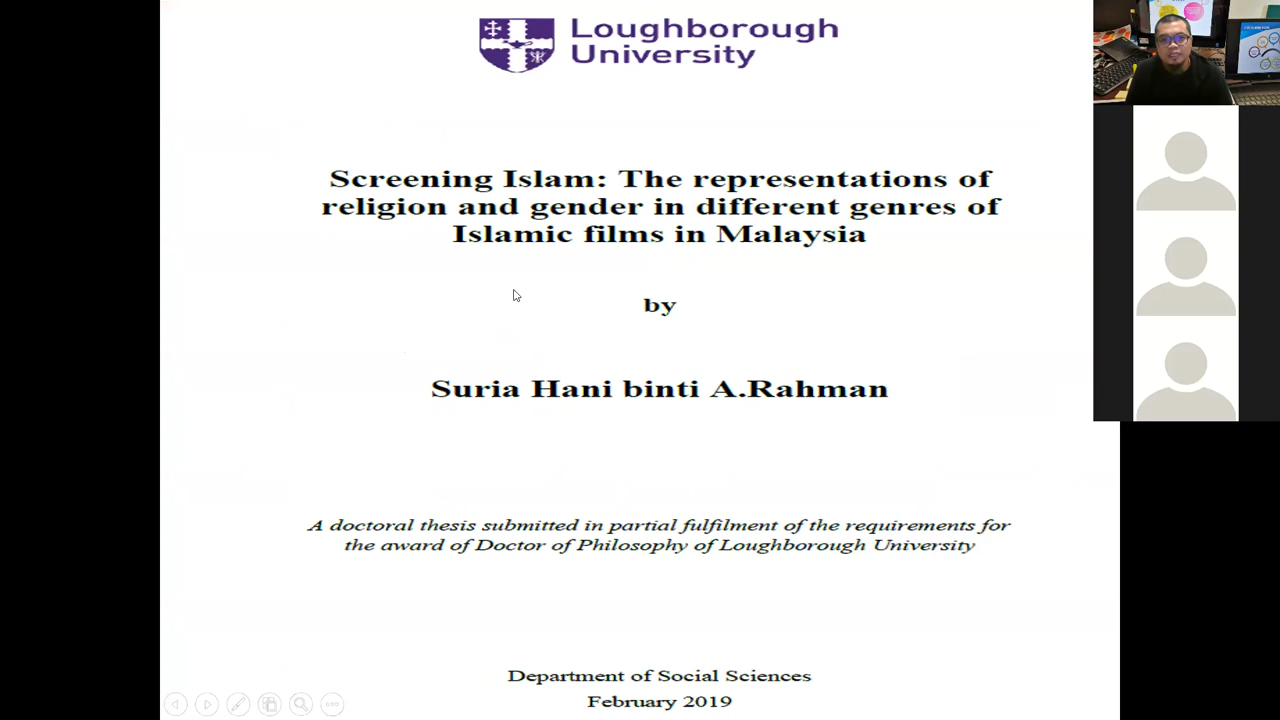 Loughborough
University
Screening Islam: The representations of
religion and gender in different genres of
Islamic films in Malaysia
by
Suria Hani binti A.Rahman
A doctoral thesis submitted in partial fulfilment of the requirements for
the award of Doctor of Philosophy of Loughborough University
Department of Social Sciences
February 2019